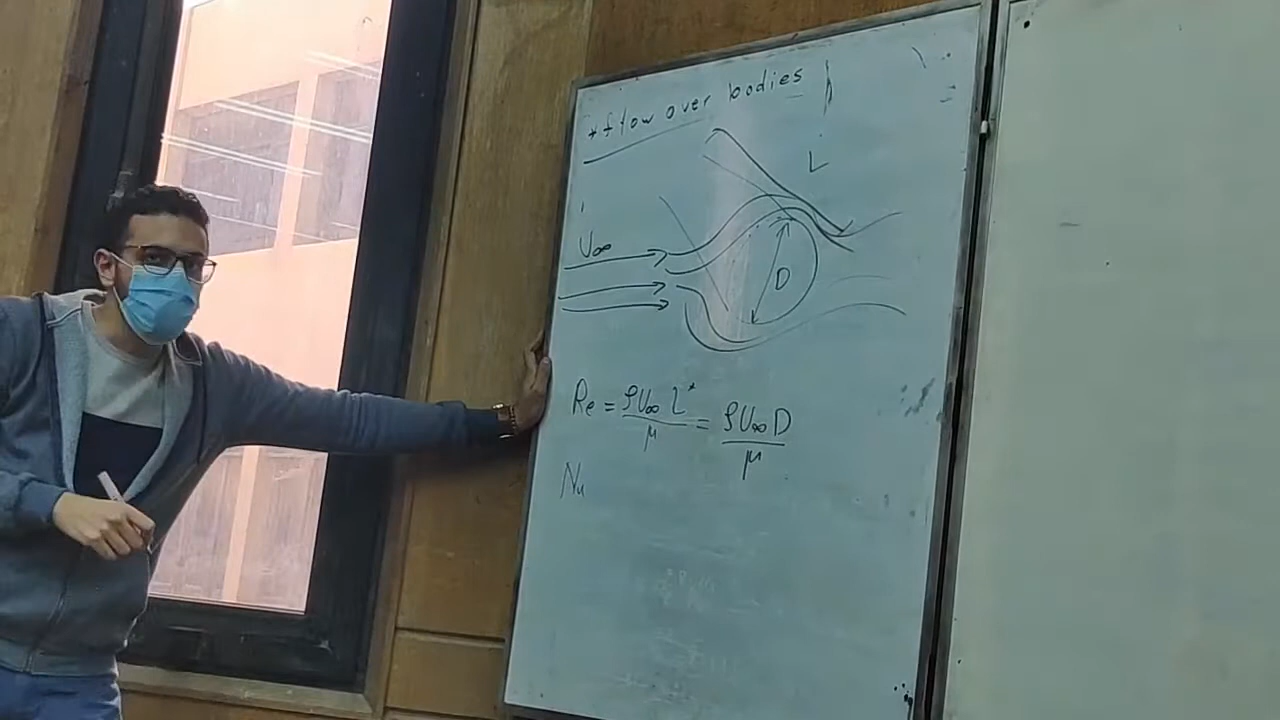 * flow over bodies
L
U∞
D
Re = ρU∞ L* / μ = ρU∞ D / μ
Nu